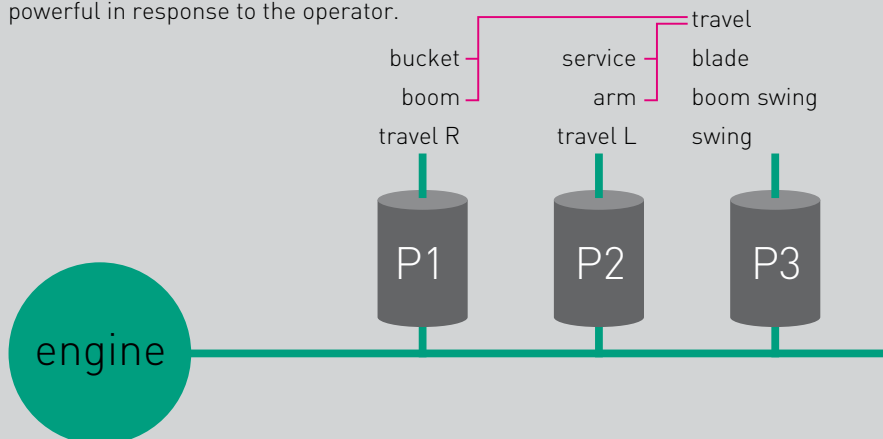 powerful in response to the operator.
travel
bucket service blade
boom arm boom swing
travel R travel L swing
P1 P2 P3
engine